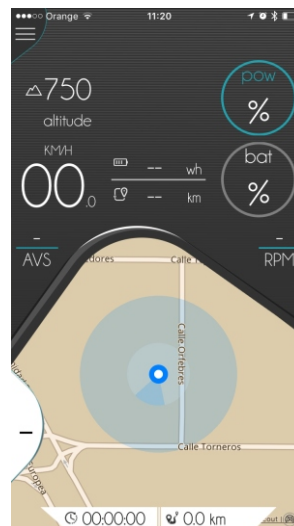 Orange 11:20
750
altitude
pow
%
KM/H
00.0
-- wh
-- km
bat
%
-
AVS
-
RPM
Calle Orfebres
Calle Torneros
Europea
-
00:00:00 0.0 km